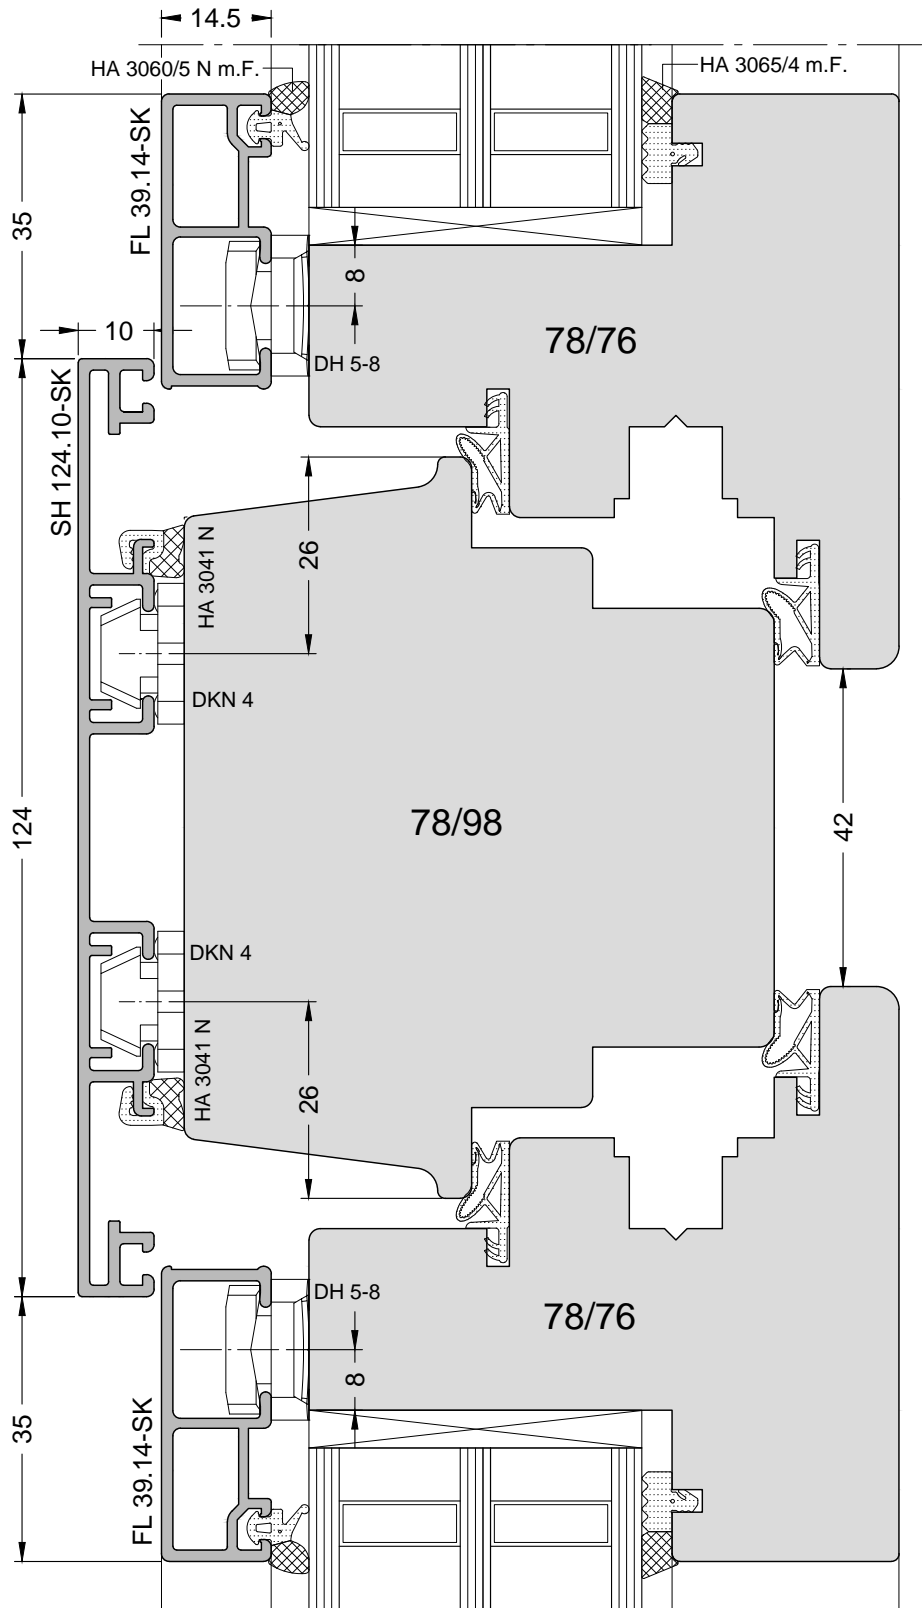 14.5
HA 3060/5 N m.F.
HA 3065/4 m.F.
FL 39.14-SK
35
8
10
78/76
DH 5-8
SH 124.10-SK
26
HA 3041 N
DKN 4
124
78/98
42
DKN 4
HA 3041 N
26
DH 5-8
78/76
8
35
FL 39.14-SK